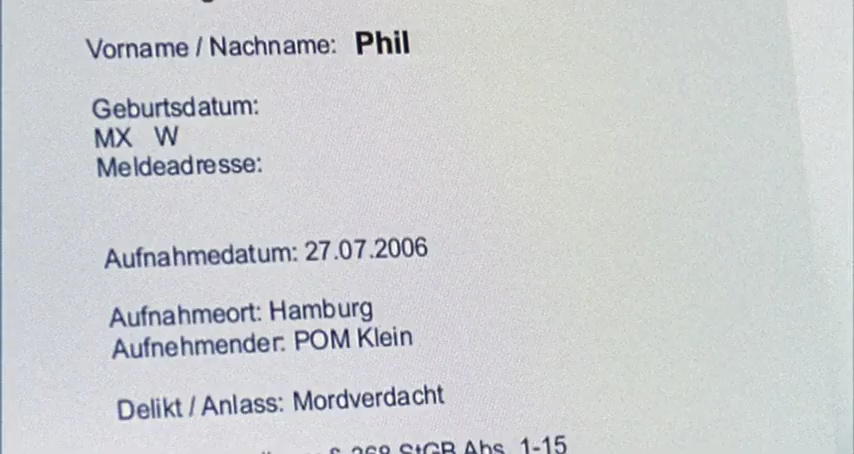 Vorname / Nachname: Phil
Geburtsdatum:
MX W
Meldeadresse:
Aufnahmedatum: 27.07.2006
Aufnahmeort: Hamburg
Aufnehmender: POM Klein
Delikt / Anlass: Mordverdacht
StGB Abs. 1-15